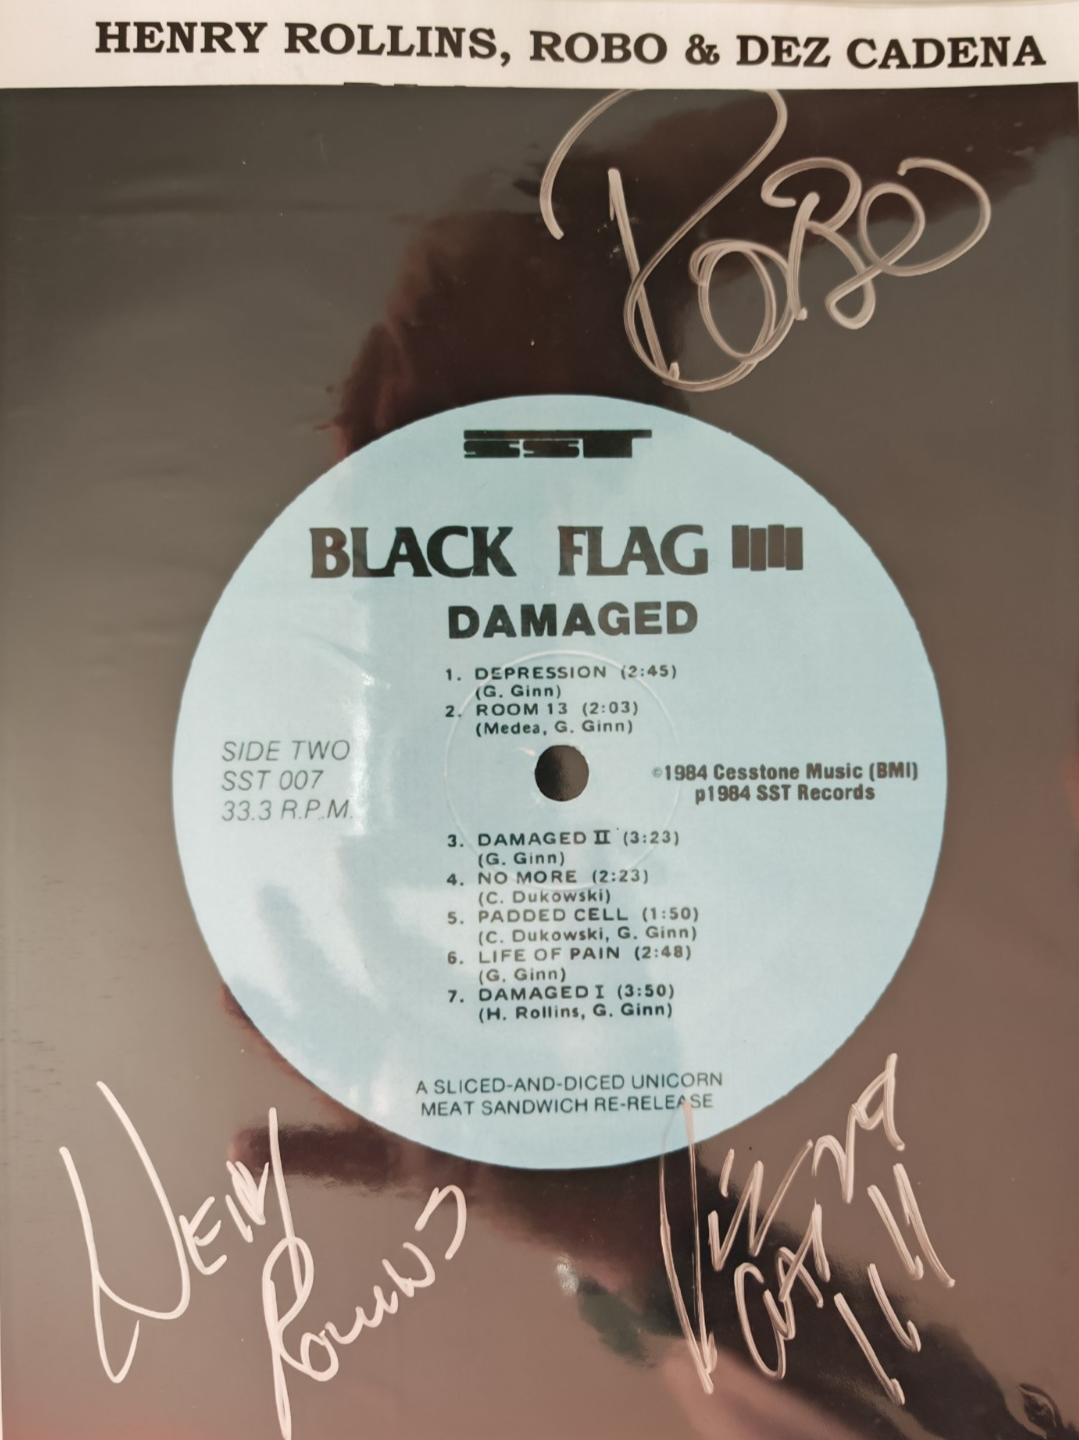 HENRY ROLLINS, ROBO & DEZ CADENA
ROBO
SST
BLACK FLAG
DAMAGED
1. DEPRESSION (2:45)
(G. Ginn)
2. ROOM 13 (2:03)
(Medea, G. Ginn)
SIDE TWO
SST 007
33.3 R.P.M.
©1984 Cesstone Music (BMI)
p1984 SST Records
3. DAMAGED II (3:23)
(G. Ginn)
4. NO MORE (2:23)
(C. Dukowski)
5. PADDED CELL (1:50)
(C. Dukowski, G. Ginn)
6. LIFE OF PAIN (2:48)
(G. Ginn)
7. DAMAGED I (3:50)
(H. Rollins, G. Ginn)
A SLICED-AND-DICED UNICORN
MEAT SANDWICH RE-RELEASE
HENRY
ROLLINS